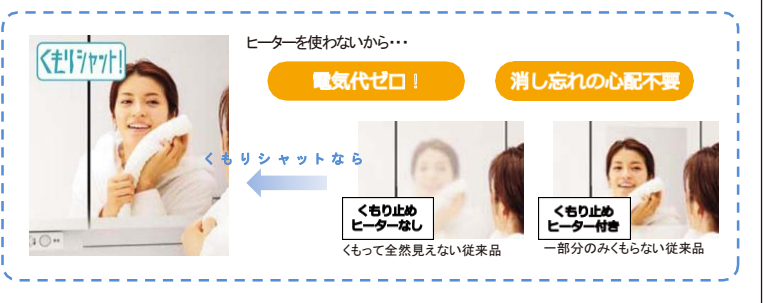 くもりシャット!
ヒーターを使わないから・・・
電気代ゼロ！
消し忘れの心配不要
くもりシャットなら
くもり止め
ヒーターなし
くもって全然見えない従来品
くもり止め
ヒーター付き
一部分のみくもらない従来品